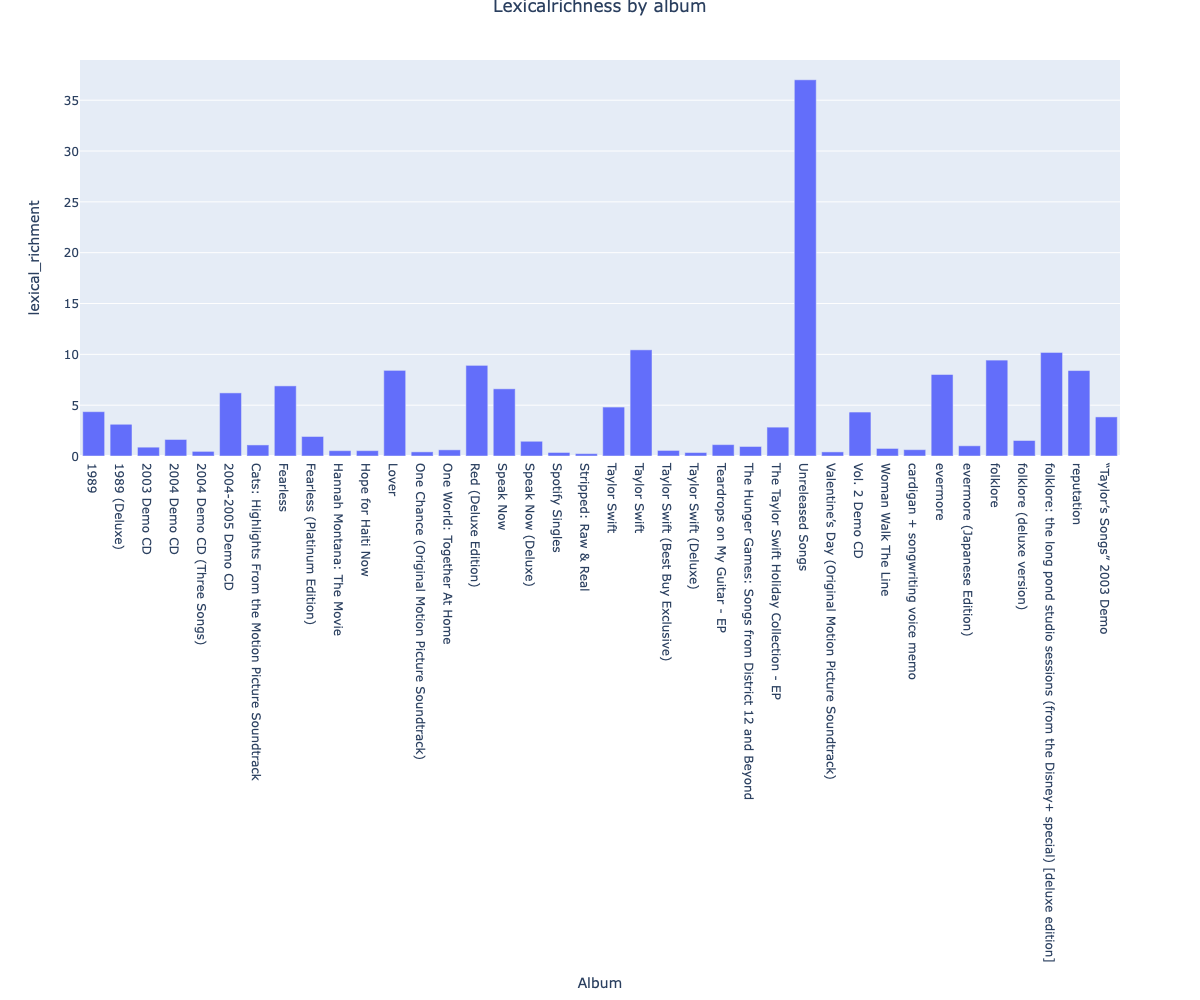 Lexicalrichness by album
lexical_richment
35
30
25
20
15
10
5
0
1989
1989 (Deluxe)
2003 Demo CD
2004 Demo CD
2004 Demo CD (Three Songs)
2004-2005 Demo CD
Cats: Highlights From the Motion Picture Soundtrack
Fearless
Fearless (Platinum Edition)
Hannah Montana: The Movie
Hope for Haiti Now
Lover
One Chance (Original Motion Picture Soundtrack)
One World: Together At Home
Red (Deluxe Edition)
Speak Now
Speak Now (Deluxe)
Spotify Singles
Stripped: Raw & Real
Taylor Swift
Taylor Swift
Taylor Swift (Best Buy Exclusive)
Taylor Swift (Deluxe)
Teardrops on My Guitar - EP
The Hunger Games: Songs from District 12 and Beyond
The Taylor Swift Holiday Collection - EP
Unreleased Songs
Valentine’s Day (Original Motion Picture Soundtrack)
Vol. 2 Demo CD
Woman Walk The Line
cardigan + songwriting voice memo
evermore
evermore (Japanese Edition)
folklore
folklore (deluxe version)
folklore: the long pond studio sessions (from the Disney+ special) [deluxe edition]
reputation
“Taylor’s Songs” 2003 Demo
Album